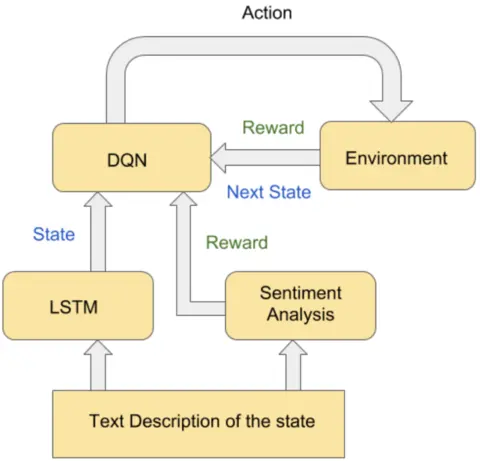 Action
Reward
DQN
Environment
Next State
State
Reward
LSTM
Sentiment
Analysis
Text Description of the state